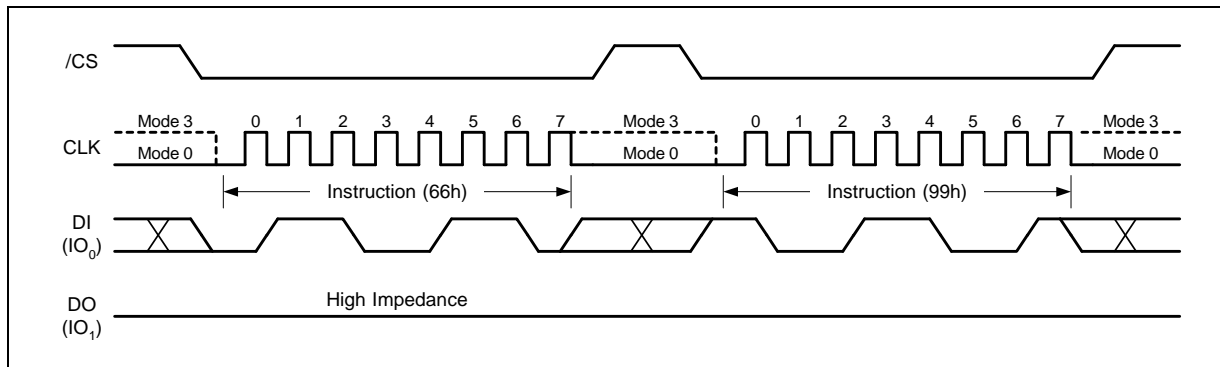 /CS
Mode 3 0 1 2 3 4 5 6 7 Mode 3 0 1 2 3 4 5 6 7 Mode 3
CLK Mode 0 Mode 0 Mode 0
Instruction (66h) Instruction (99h)
DI
(IO0)
DO High Impedance
(IO1)